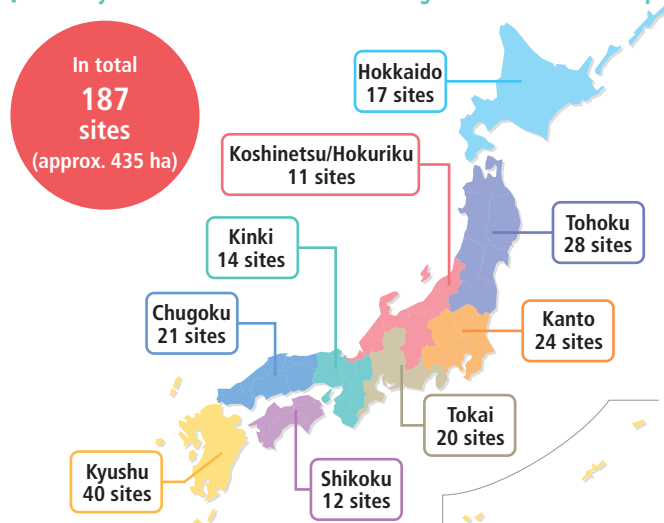 In total
187
sites
(approx. 435 ha)
Hokkaido
17 sites
Koshinetsu/Hokuriku
11 sites
Tohoku
28 sites
Kinki
14 sites
Chugoku
21 sites
Kanto
24 sites
Tokai
20 sites
Kyushu
40 sites
Shikoku
12 sites